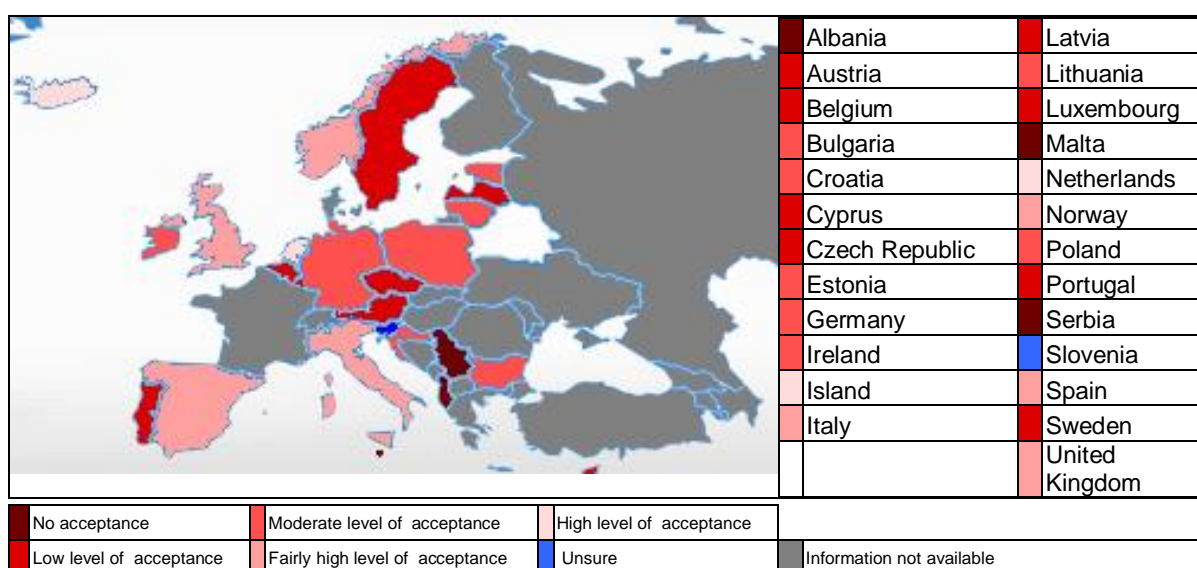 Albania
Latvia
Austria
Lithuania
Belgium
Luxembourg
Bulgaria
Malta
Croatia
Netherlands
Cyprus
Norway
Czech Republic
Poland
Estonia
Portugal
Germany
Serbia
Ireland
Slovenia
Island
Spain
Italy
Sweden
United
Kingdom
No acceptance
Moderate level of acceptance
High level of acceptance
Low level of acceptance
Fairly high level of acceptance
Unsure
Information not available